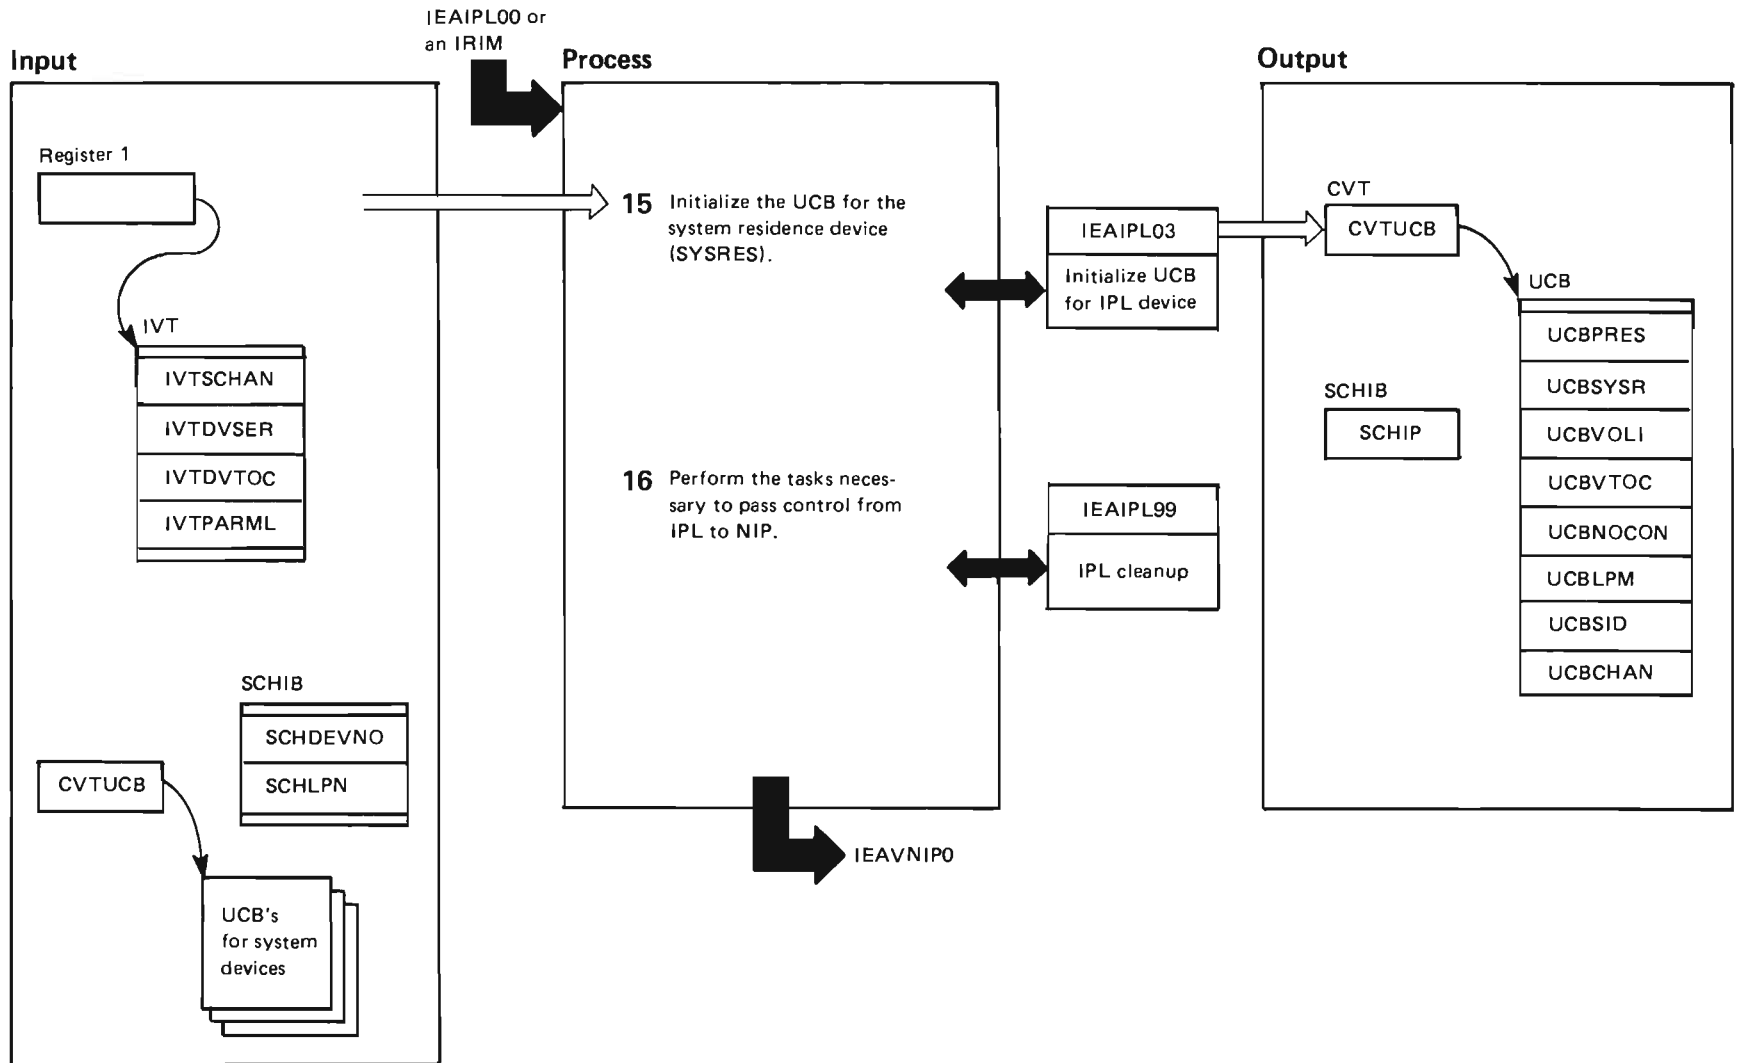 IEAIPL00 or
an IRIM
Input
Process
Output
Register 1
IVT
IVTSCHAN
IVTDVSER
IVTDVTOC
IVTPARML
SCHIB
SCHDEVNO
SCHLPN
CVTUCB
UCB's
for system
devices
15 Initialize the UCB for the
system residence device
(SYSRES).
16 Perform the tasks neces-
sary to pass control from
IPL to NIP.
IEAVNIP0
IEAIPL03
Initialize UCB
for IPL device
IEAIPL99
IPL cleanup
CVT
CVTUCB
SCHIB
SCHIP
UCB
UCBPRES
UCBSYSR
UCBVOLI
UCBVTOC
UCBNOCON
UCBLPM
UCBSID
UCBCHAN